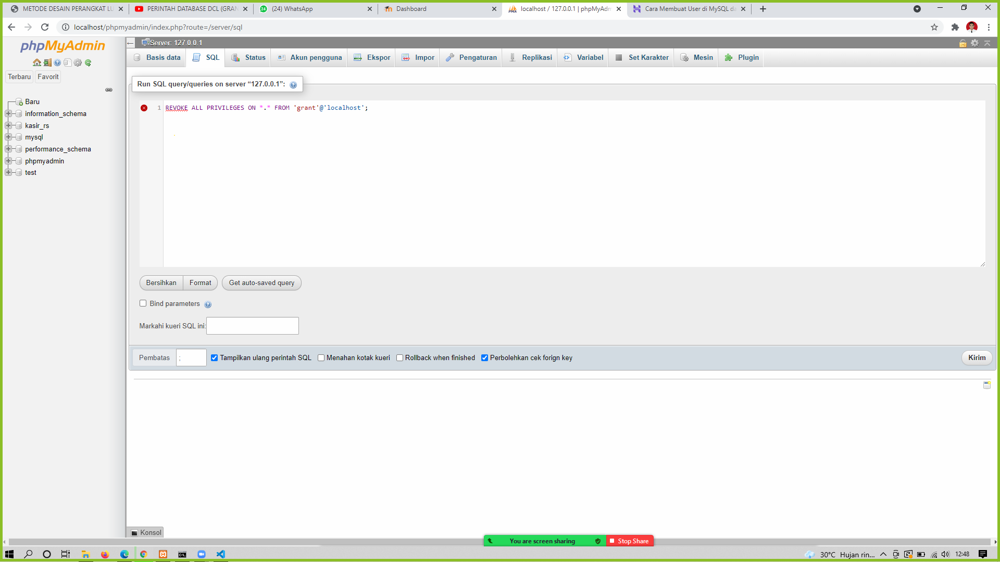 METODE DESAIN PERANGKAT LU
PERINTAH DATABASE DCL (GRAN
(24) WhatsApp
Dashboard
localhost / 127.0.0.1 | phpMyAdm
Cara Membuat User di MySQL da
localhost/phpmyadmin/index.php?route=/server/sql
phpMyAdmin
Server: 127.0.0.1
Basis data
SQL
Status
Akun pengguna
Ekspor
Impor
Pengaturan
Replikasi
Variabel
Set Karakter
Mesin
Plugin
Terbaru
Favorit
Baru
information_schema
kasir_rs
mysql
performance_schema
phpmyadmin
test
Run SQL query/queries on server “127.0.0.1”:
1 REVOKE ALL PRIVILEGES ON *.* FROM 'grant'@'localhost';
Bersihkan
Format
Get auto-saved query
Bind parameters
Markahi kueri SQL ini:
Pembatas
;
Tampilkan ulang perintah SQL
Menahan kotak kueri
Rollback when finished
Perbolehkan cek forign key
Kirim
Konsol
You are screen sharing
Stop Share
30°C Hujan rin...
12:48